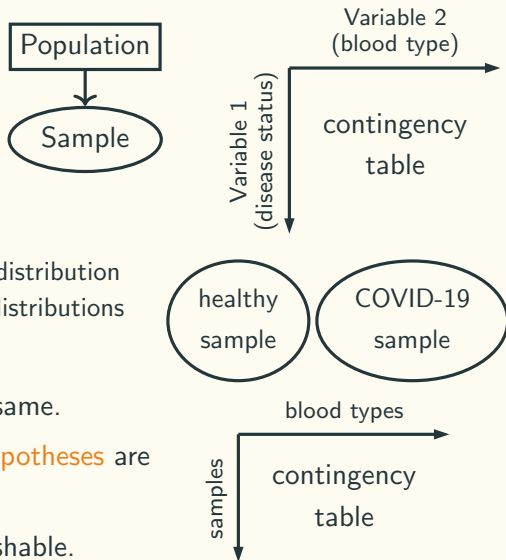 Population
Sample
Variable 2
(blood type)
Variable 1
(disease status)
contingency
table
distribution
distributions
healthy
sample
COVID-19
sample
same.
potheses are
shable.
blood types
samples
contingency
table